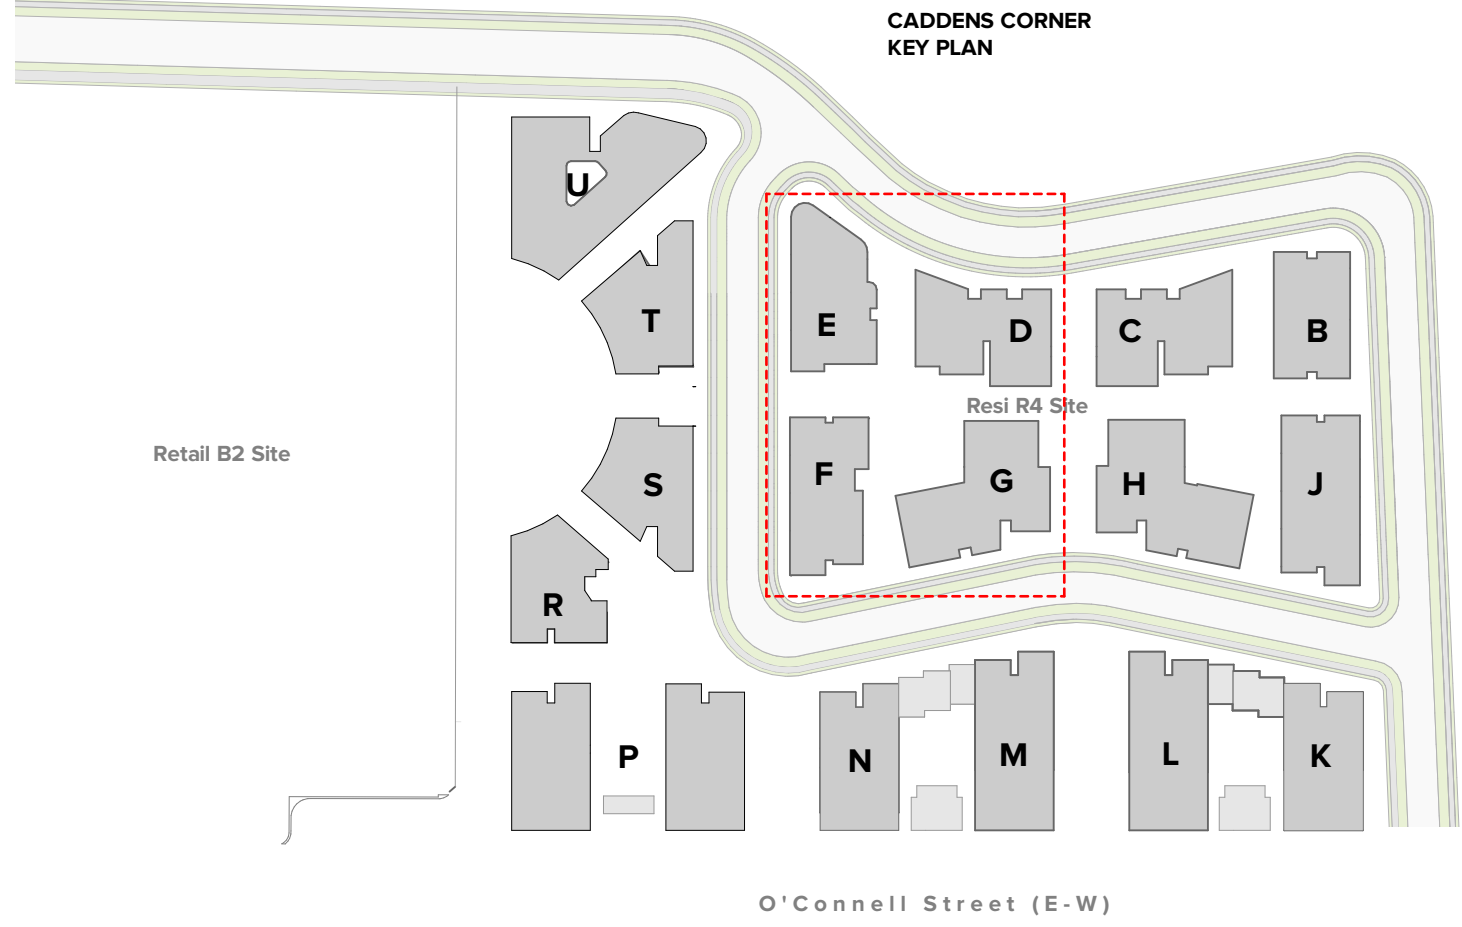 CADDENS CORNER
KEY PLAN
U
T
E
D
C
B
Resi R4 Site
Retail B2 Site
S
F
G
H
J
R
P
N
M
L
K
O'Connell Street (E-W)